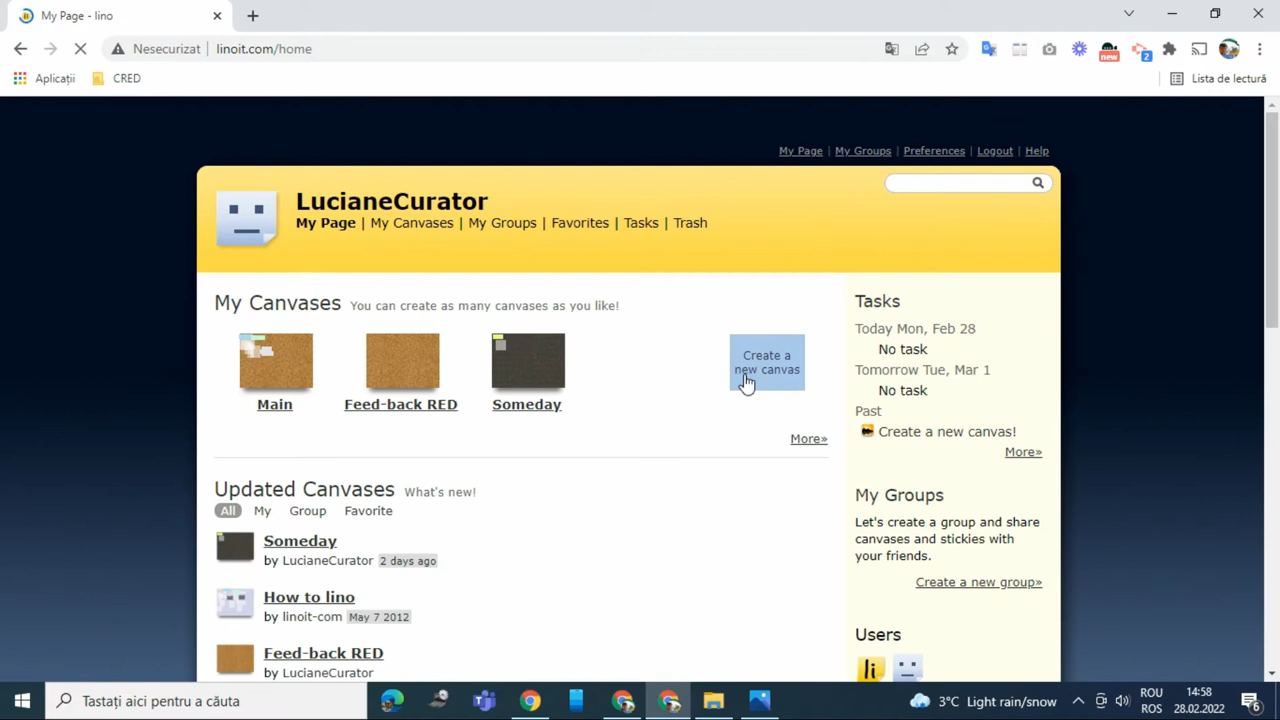 My Page - lino
Nesecurizat | linoit.com/home
new
2
Aplicații
CRED
Lista de lectură
My Page | My Groups | Preferences | Logout | Help
LucianeCurator
My Page | My Canvases | My Groups | Favorites | Tasks | Trash
My Canvases You can create as many canvases as you like!
Create a
new canvas
Main
Feed-back RED
Someday
More»
Updated Canvases What's new!
All My Group Favorite
Someday
by LucianeCurator 2 days ago
How to lino
by linoit-com May 7 2012
Feed-back RED
by LucianeCurator
Tasks
Today Mon, Feb 28
No task
Tomorrow Tue, Mar 1
No task
Past
Create a new canvas!
More»
My Groups
Let's create a group and share
canvases and stickies with
your friends.
Create a new group»
Users
li
Tastați aici pentru a căuta
3°C Light rain/snow
ROU
ROS
14:58
28.02.2022
6